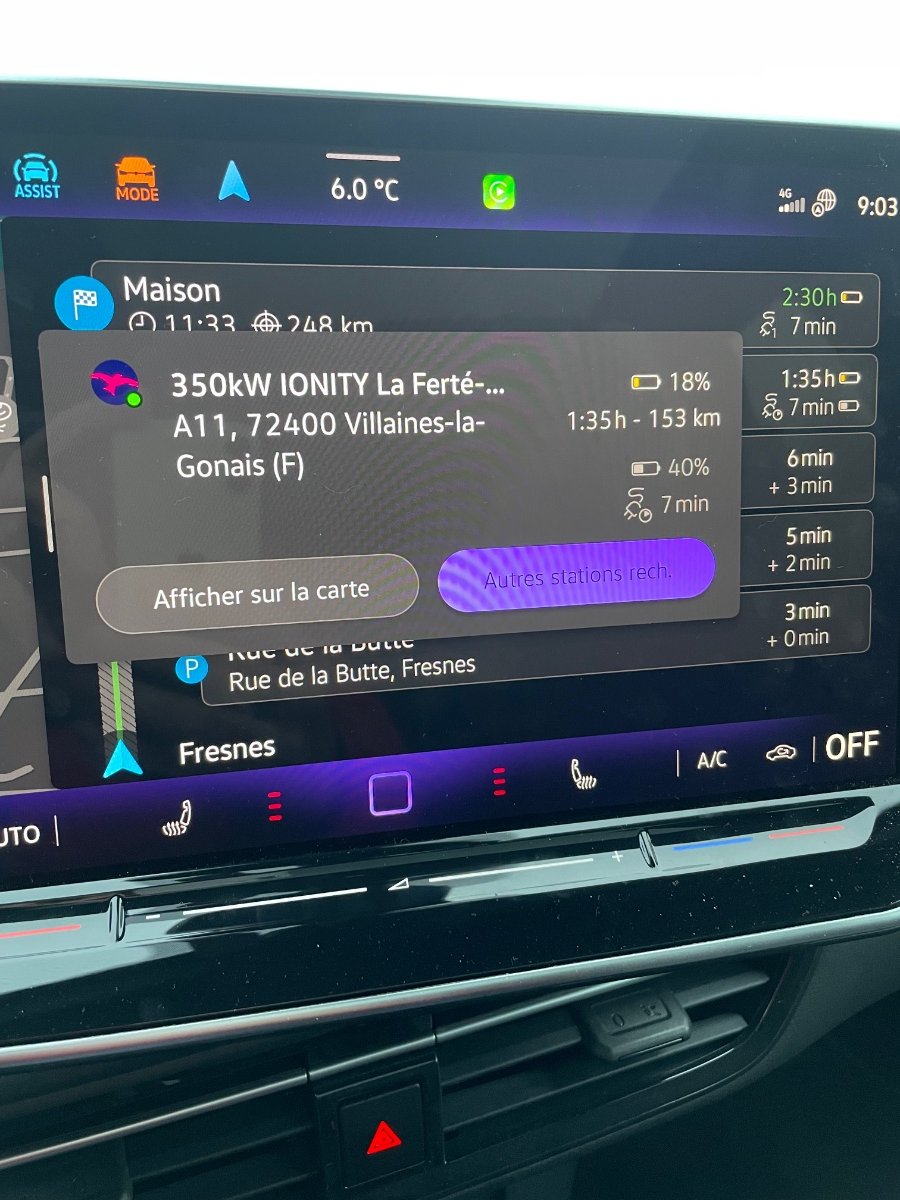 ASSIST
MODE
6.0 °C
4G
9:03
Maison
11:33 248 km
2:30h
1 7min
350kW IONITY La Ferté-...
A11, 72400 Villaines-la-
Gonais (F)
18%
1:35h - 153 km
40%
7min
Afficher sur la carte
Autres stations rech.
1:35h
7min
6min
+ 3min
5min
+ 2min
3min
+ 0min
P
Rue de la Butte
Rue de la Butte, Fresnes
Fresnes
UTO
A/C
OFF
- +
0